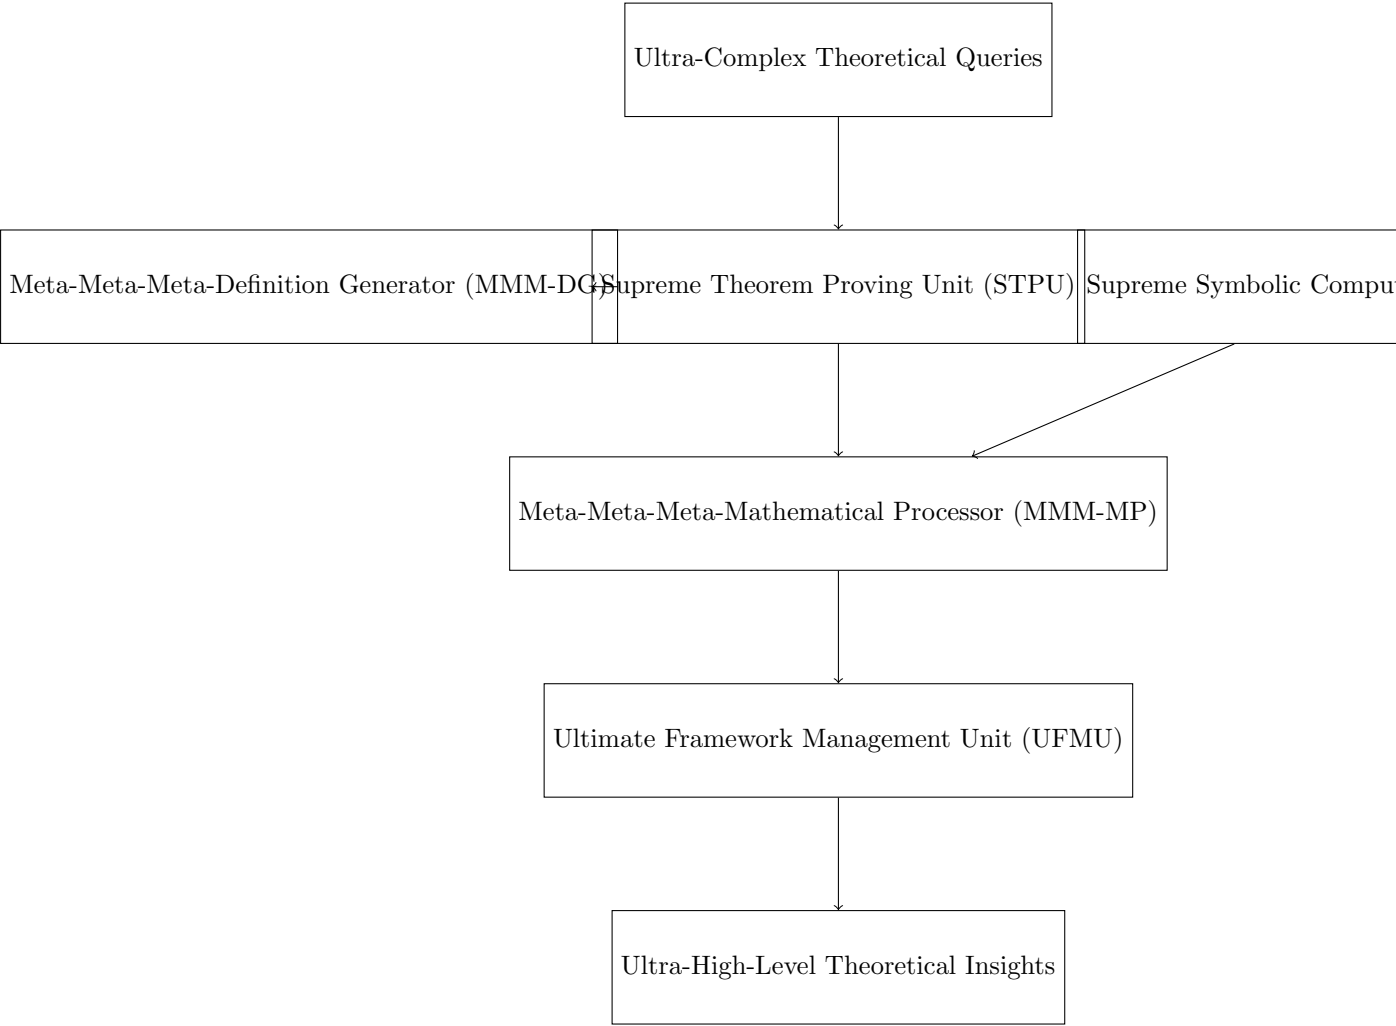 Ultra-Complex Theoretical Queries
Meta-Meta-Meta-Definition Generator (MMM-DG)
Supreme Theorem Proving Unit (STPU)
Supreme Symbolic
Meta-Meta-Meta-Mathematical Processor (MMM-MP)
Ultimate Framework Management Unit (UFMU)
Ultra-High-Level Theoretical Insights